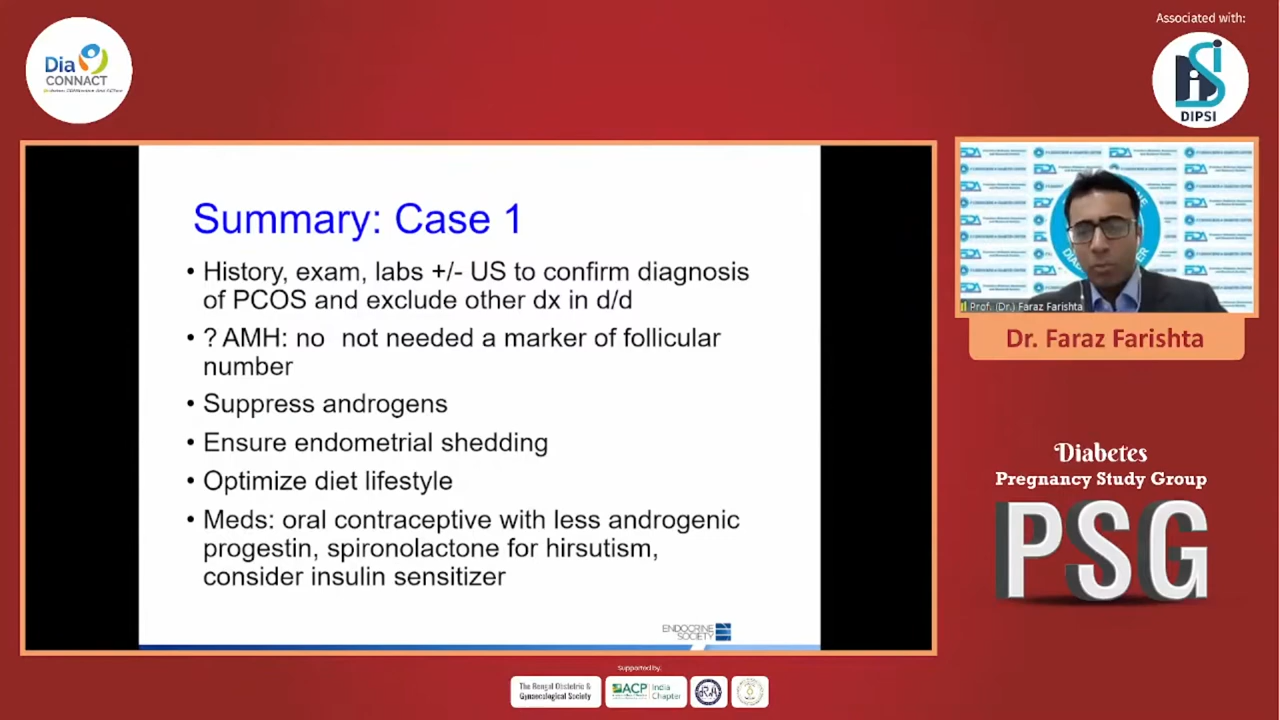 Dia
CONNACT
Associated with:
DIPSI
Summary: Case 1
• History, exam, labs +/- US to confirm diagnosis
of PCOS and exclude other dx in d/d
• ? AMH: no not needed a marker of follicular
number
• Suppress androgens
• Ensure endometrial shedding
• Optimize diet lifestyle
• Meds: oral contraceptive with less androgenic
progestin, spironolactone for hirsutism,
consider insulin sensitizer
ENDOCRINE
SOCIETY
Prof. (Dr.) Faraz Farishta
Dr. Faraz Farishta
Diabetes
Pregnancy Study Group
PSG
Supported by:
The Bengal Obstetric &
Gynaecological Society
ACP
India
Chapter